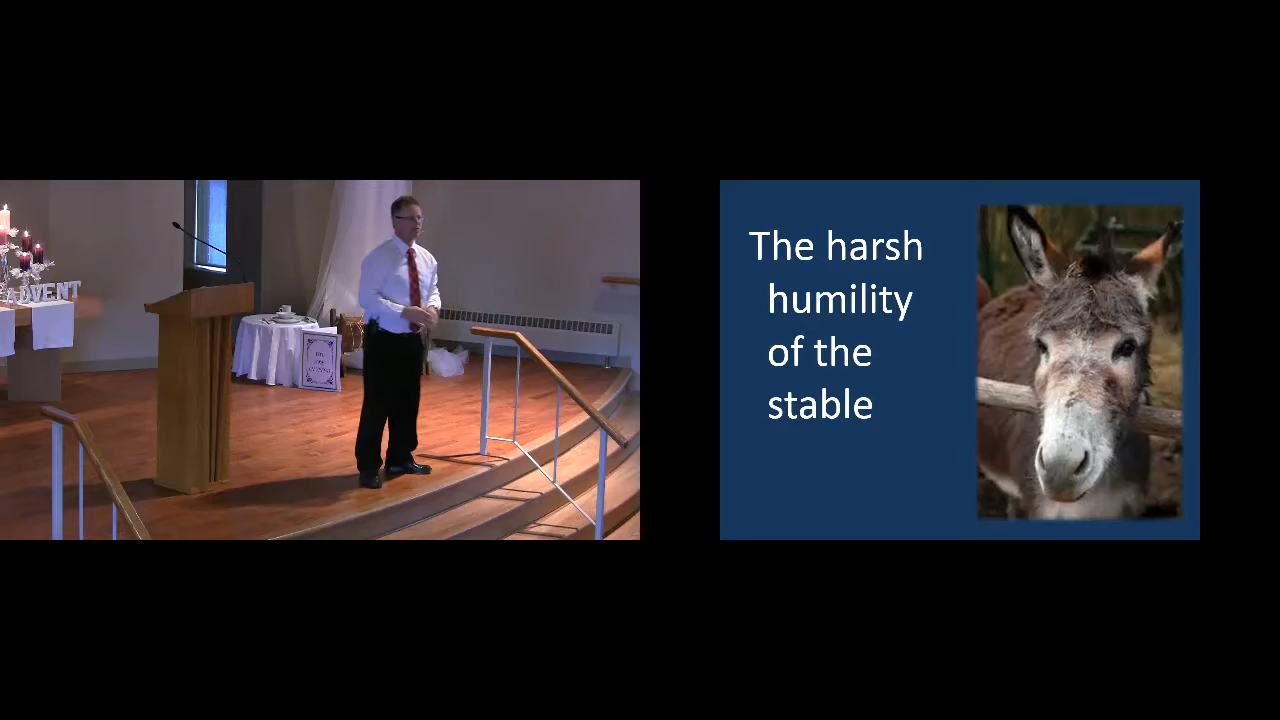 ADVENT
The harsh
humility
of the
stable